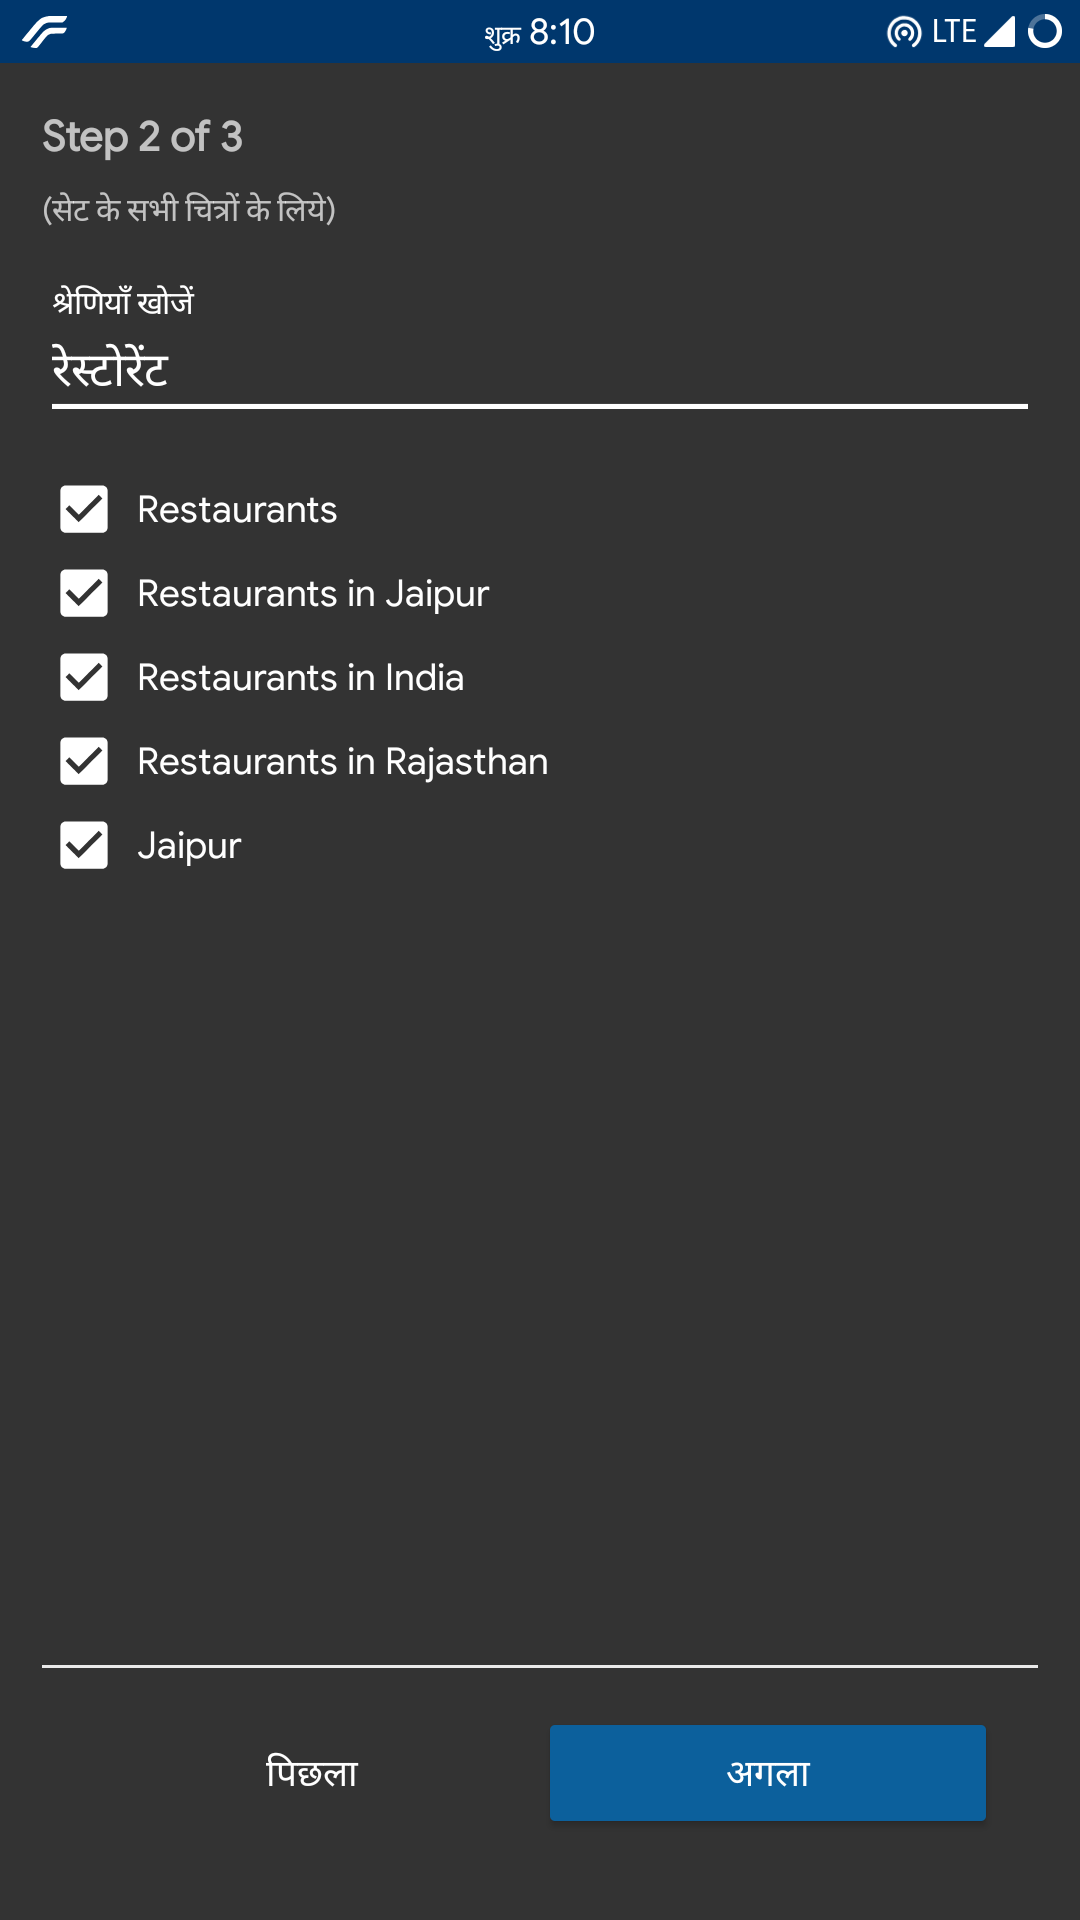 शुक्र 8:10 LTE
Step 2 of 3
(सेट के सभी चित्रों के लिये)
श्रेणियाँ खोजें
रेस्टोरेंट
Restaurants
Restaurants in Jaipur
Restaurants in India
Restaurants in Rajasthan
Jaipur
पिछला अगला